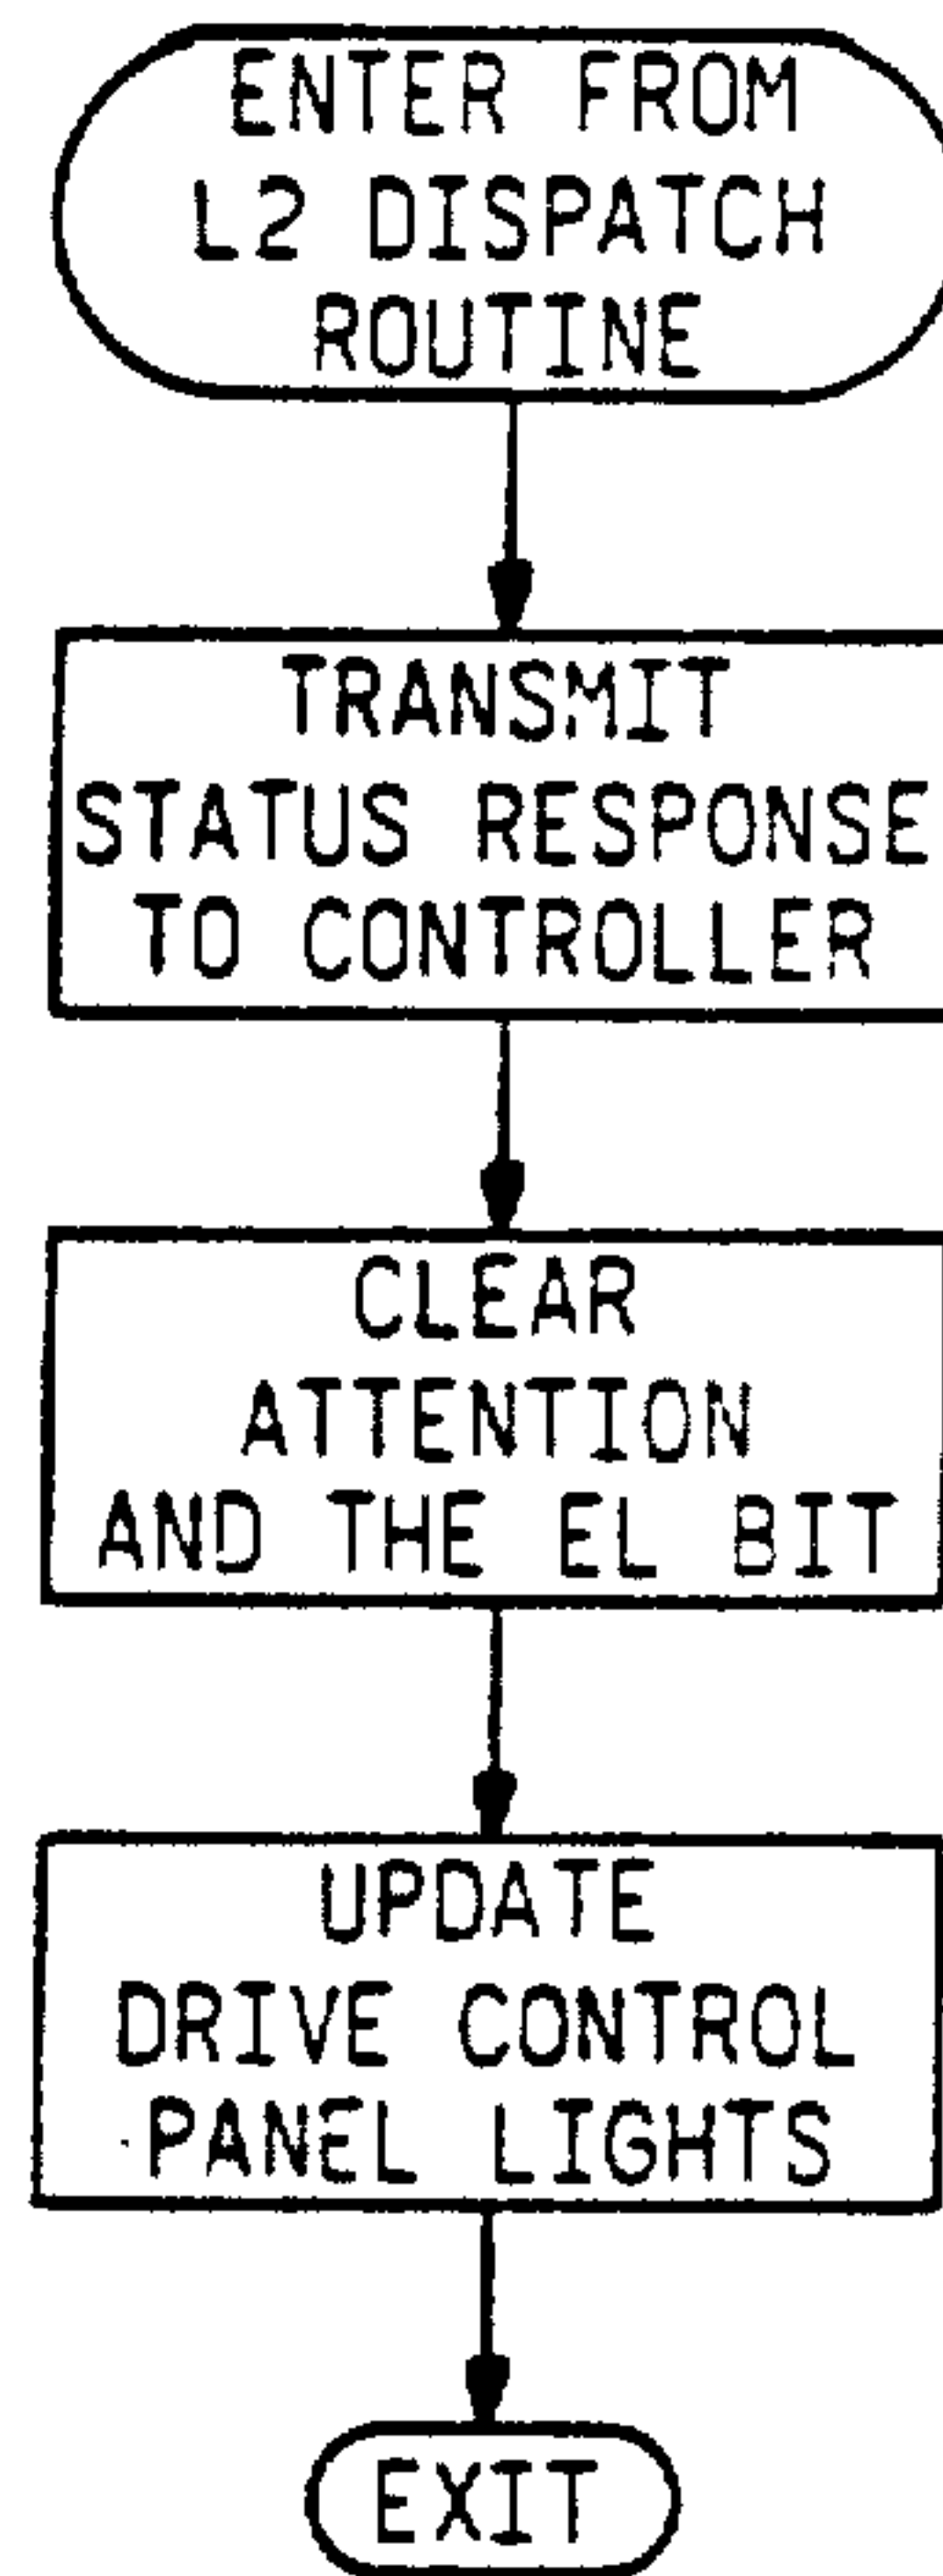 ENTER FROM
L2 DISPATCH
ROUTINE
TRANSMIT
STATUS RESPONSE
TO CONTROLLER
CLEAR
ATTENTION
AND THE EL BIT
UPDATE
DRIVE CONTROL
PANEL LIGHTS
EXIT